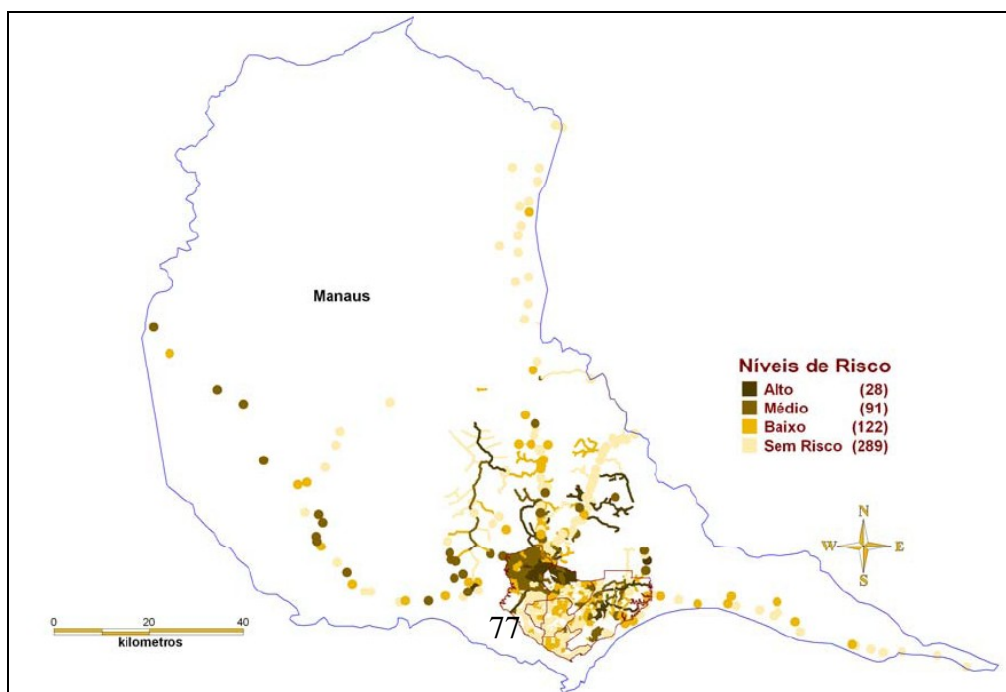 Manaus
Níveis de Risco
Alto (28)
Médio (91)
Baixo (122)
Sem Risco (289)
N
W E
S
77
0 20 40
kilometros